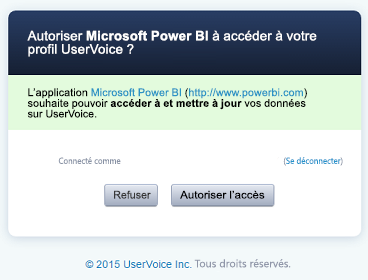 Autoriser Microsoft Power BI à accéder à votre
profil UserVoice ?
L'application Microsoft Power BI (http://www.powerbi.com)
souhaite pouvoir accéder à et mettre à jour vos données
sur UserVoice.
Connecté comme (Se déconnecter)
Refuser Autoriser l'accès
© 2015 UserVoice Inc. Tous droits réservés.